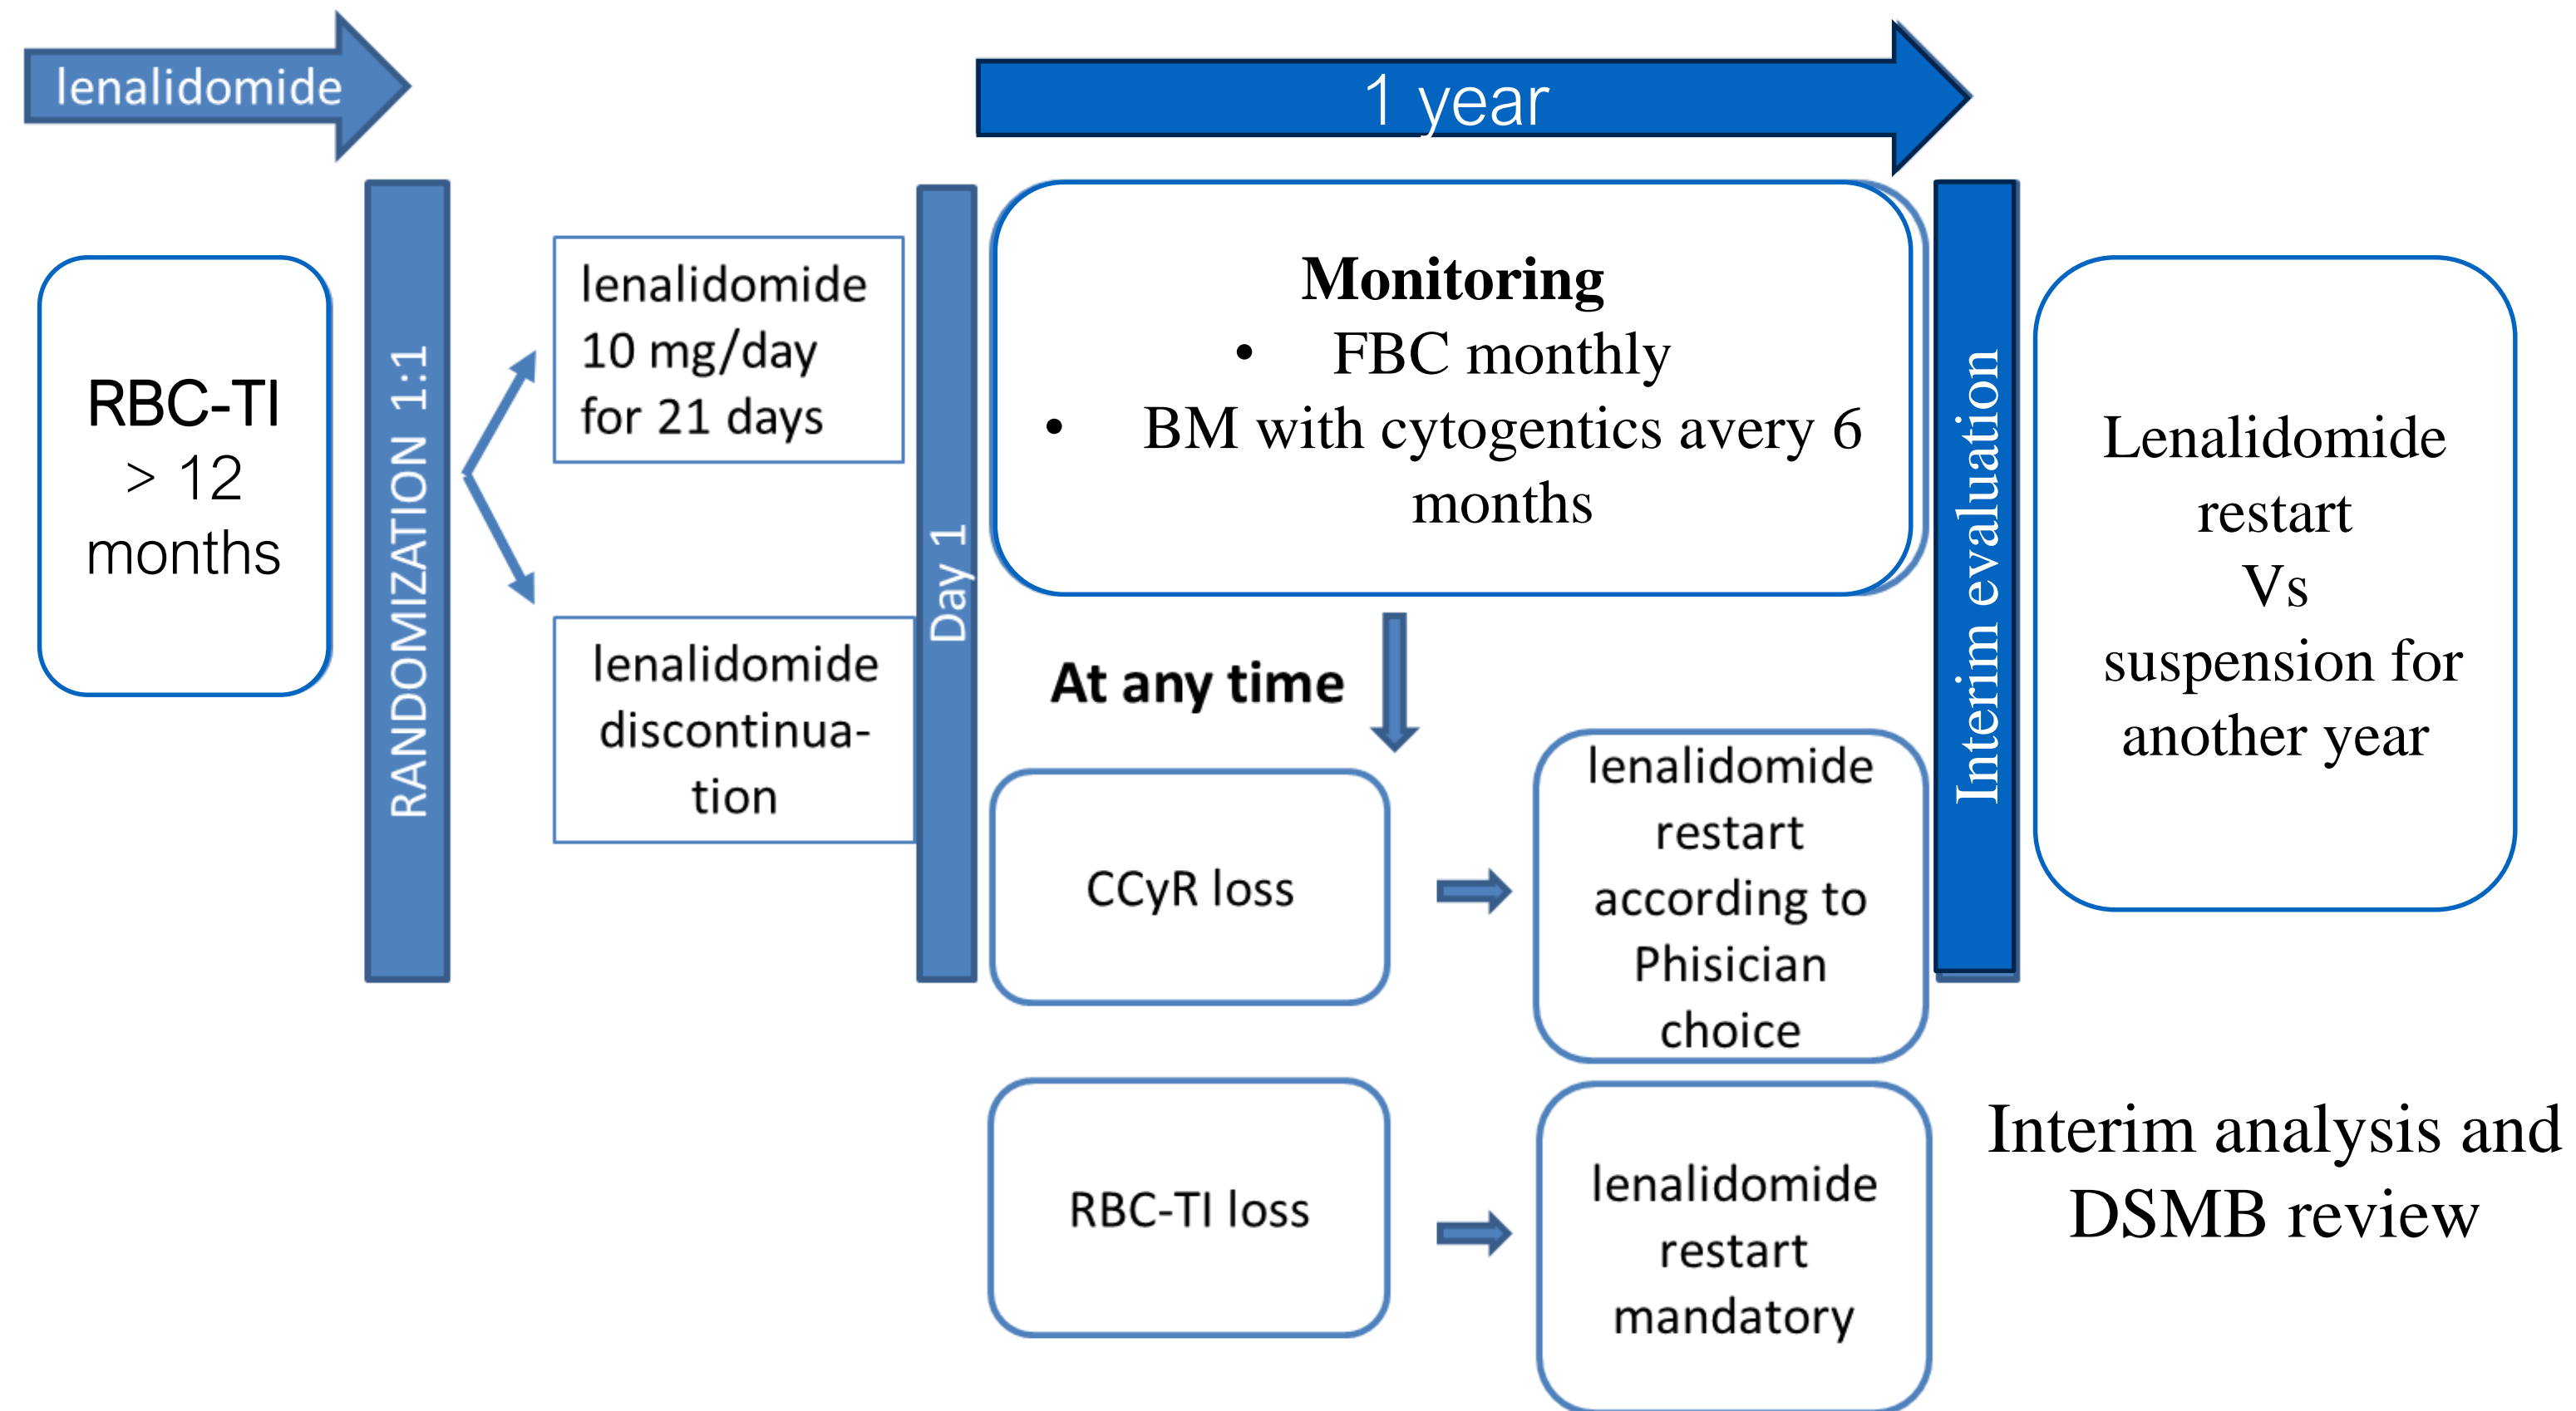 lenalidomide
1 year
RBC-TI
> 12
months
RANDOMIZATION 1:1
lenalidomide
10 mg/day
for 21 days
lenalidomide
discontinua-
tion
Day 1
Monitoring
• FBC monthly
• BM with cytogentics avery 6
months
At any time
CCyR loss
lenalidomide
restart
according to
Phisician
choice
RBC-TI loss
lenalidomide
restart
mandatory
Interim evaluation
Lenalidomide
restart
Vs
suspension for
another year
Interim analysis and
DSMB review